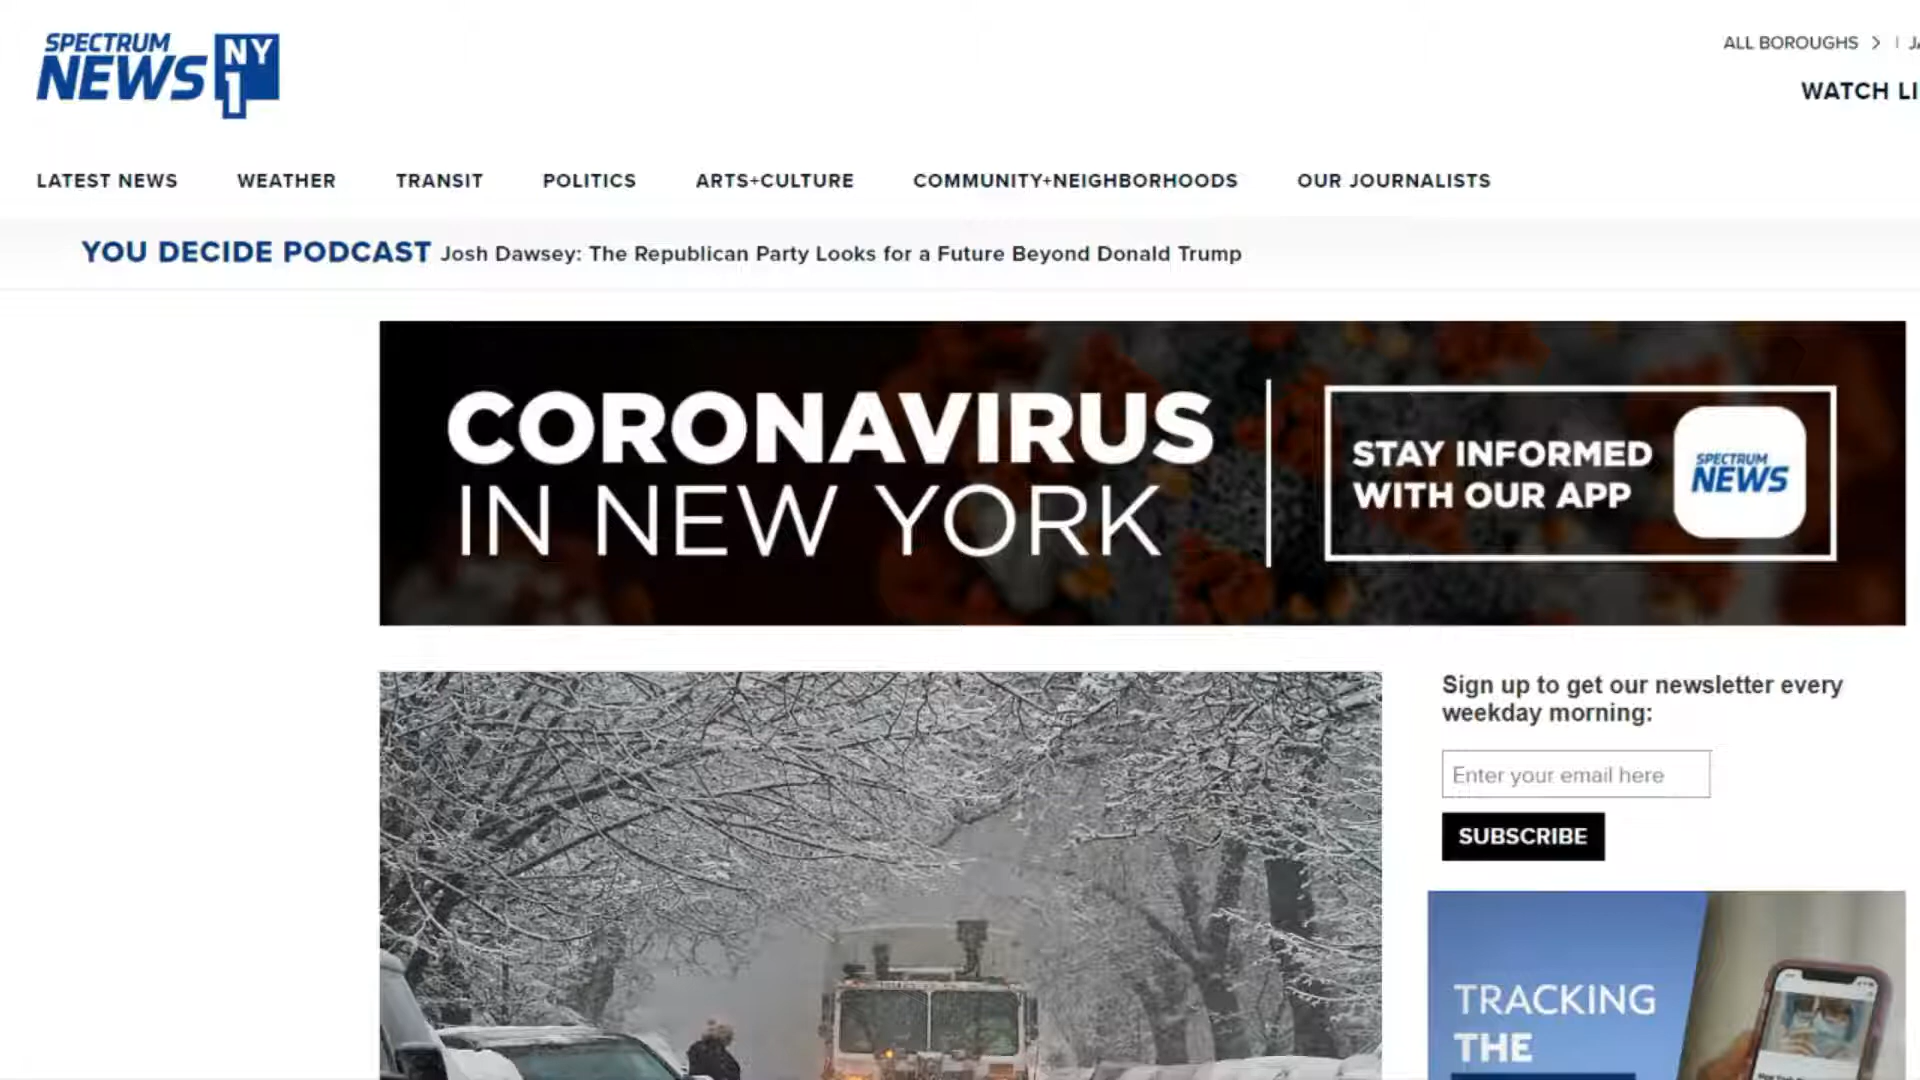 SPECTRUM
NEWS NY
1
ALL BOROUGHS
WATCH
LATEST NEWS WEATHER TRANSIT POLITICS ARTS+CULTURE COMMUNITY+NEIGHBORHOODS OUR JOURNALISTS
YOU DECIDE PODCAST Josh Dawsey: The Republican Party Looks for a Future Beyond Donald Trump
CORONAVIRUS
IN NEW YORK
STAY INFORMED
WITH OUR APP
SPECTRUM
NEWS
Sign up to get our newsletter every
weekday morning:
Enter your email here
SUBSCRIBE
TRACKING
THE